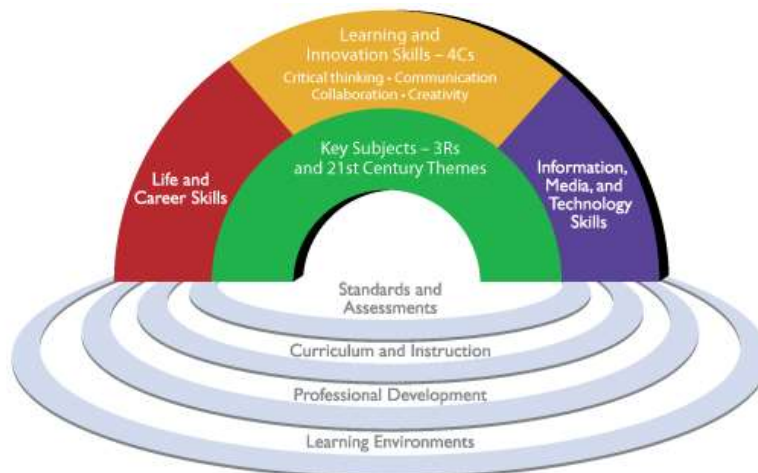 Learning and
Innovation Skills – 4Cs
Critical thinking • Communication
Collaboration • Creativity
Key Subjects – 3Rs
and 21st Century Themes
Life and
Career Skills
Information,
Media, and
Technology
Skills
Standards and
Assessments
Curriculum and Instruction
Professional Development
Learning Environments